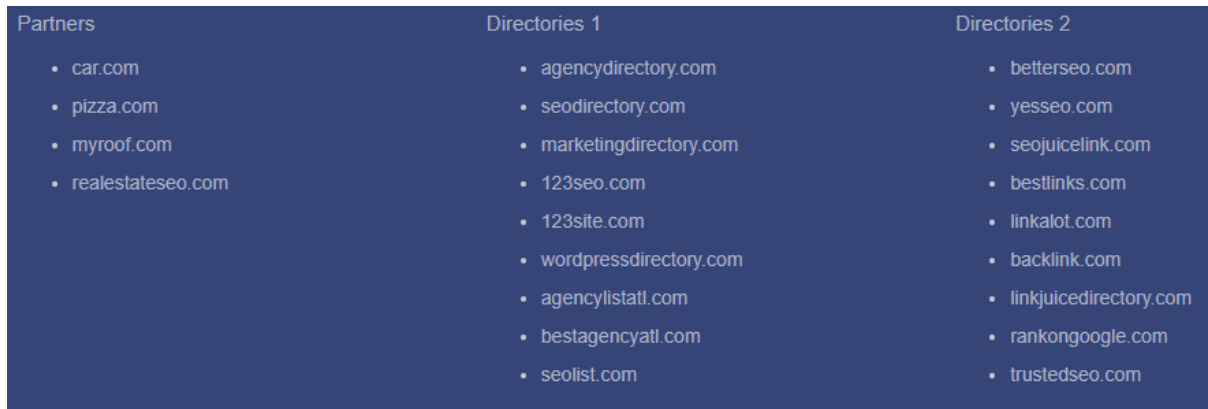 Partners
car.com
pizza.com
myroof.com
realestateseo.com
Directories 1
agencydirectory.com
seodirectory.com
marketingdirectory.com
123seo.com
123site.com
wordpressdirectory.com
agencylistatl.com
bestagencyatl.com
seolist.com
Directories 2
betterseo.com
yesseo.com
seojuicelink.com
bestlinks.com
linkalot.com
backlink.com
linkjuicedirectory.com
rankongoogle.com
trustedseo.com